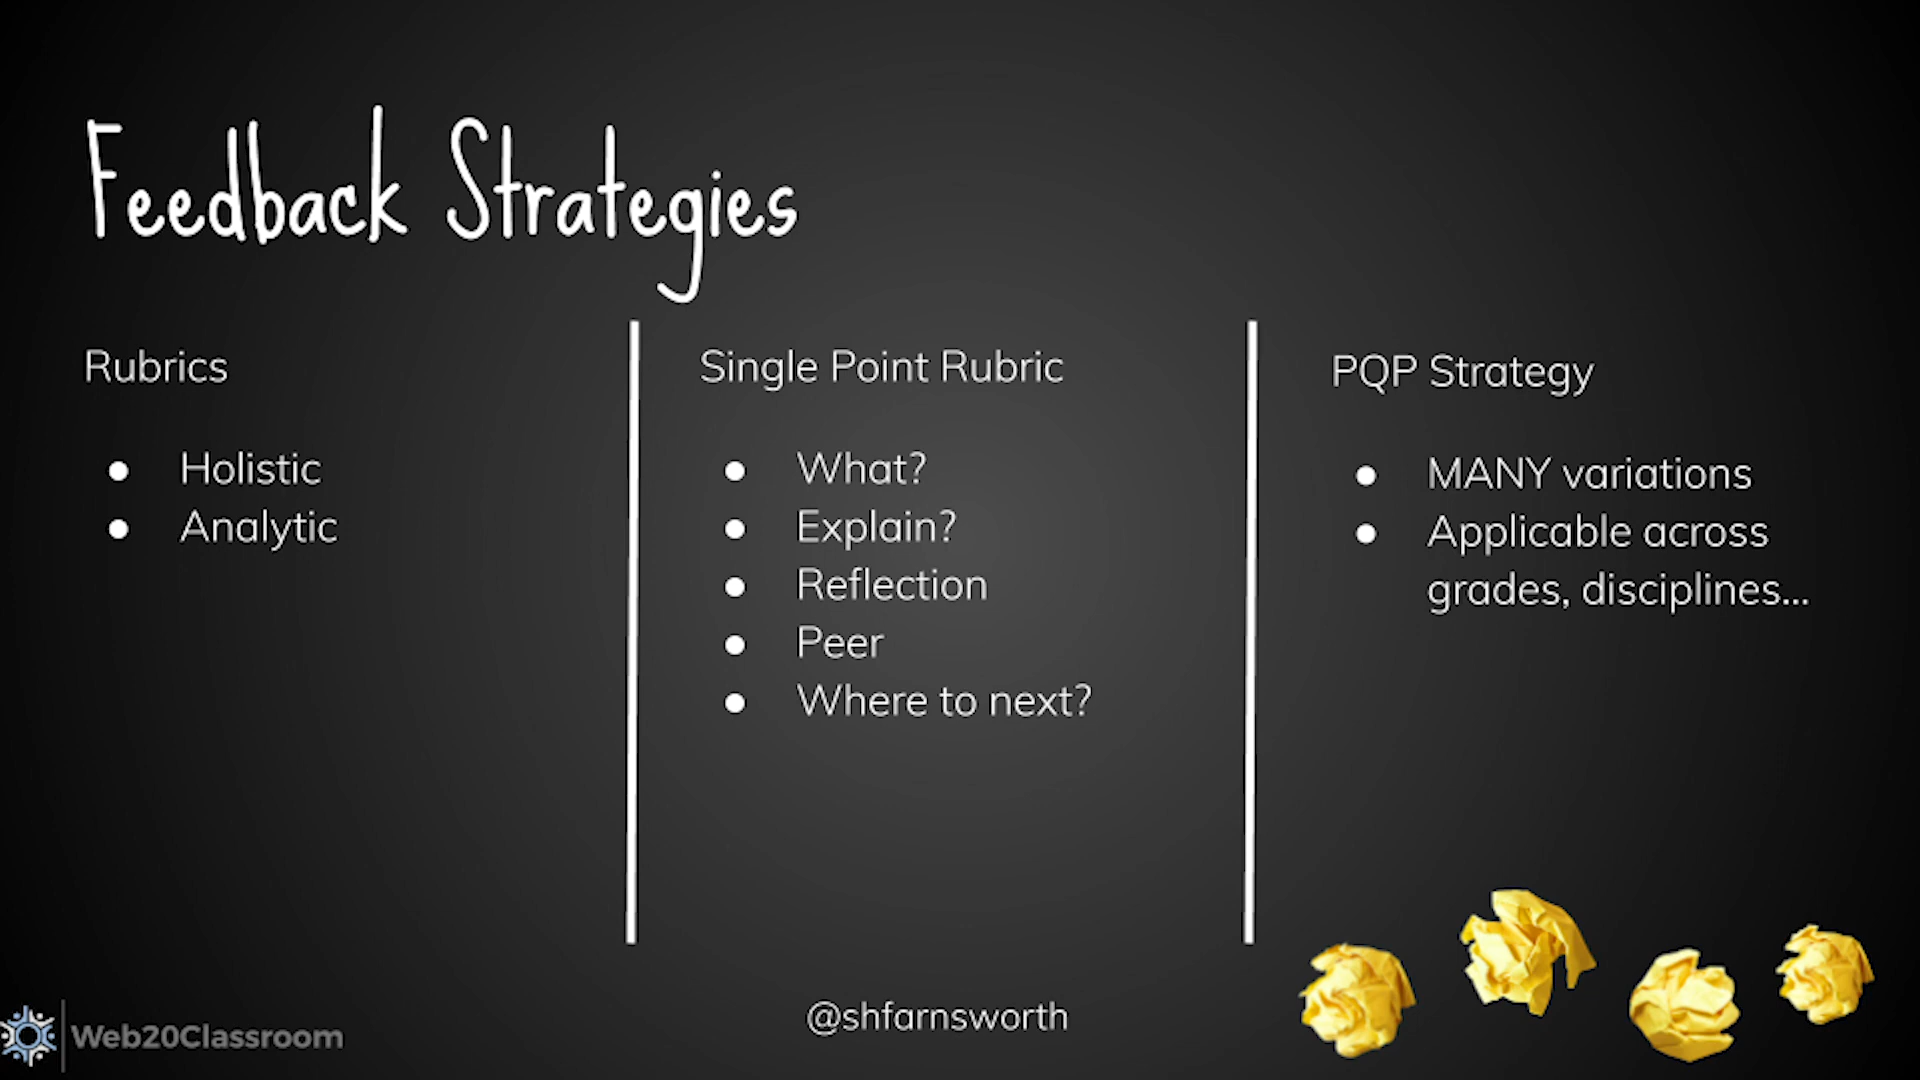 Feedback Strategies
Rubrics
● Holistic
● Analytic
Single Point Rubric
● What?
● Explain?
● Reflection
● Peer
● Where to next?
PQP Strategy
● MANY variations
● Applicable across
grades, disciplines...
@shfarnsworth
Web20Classroom